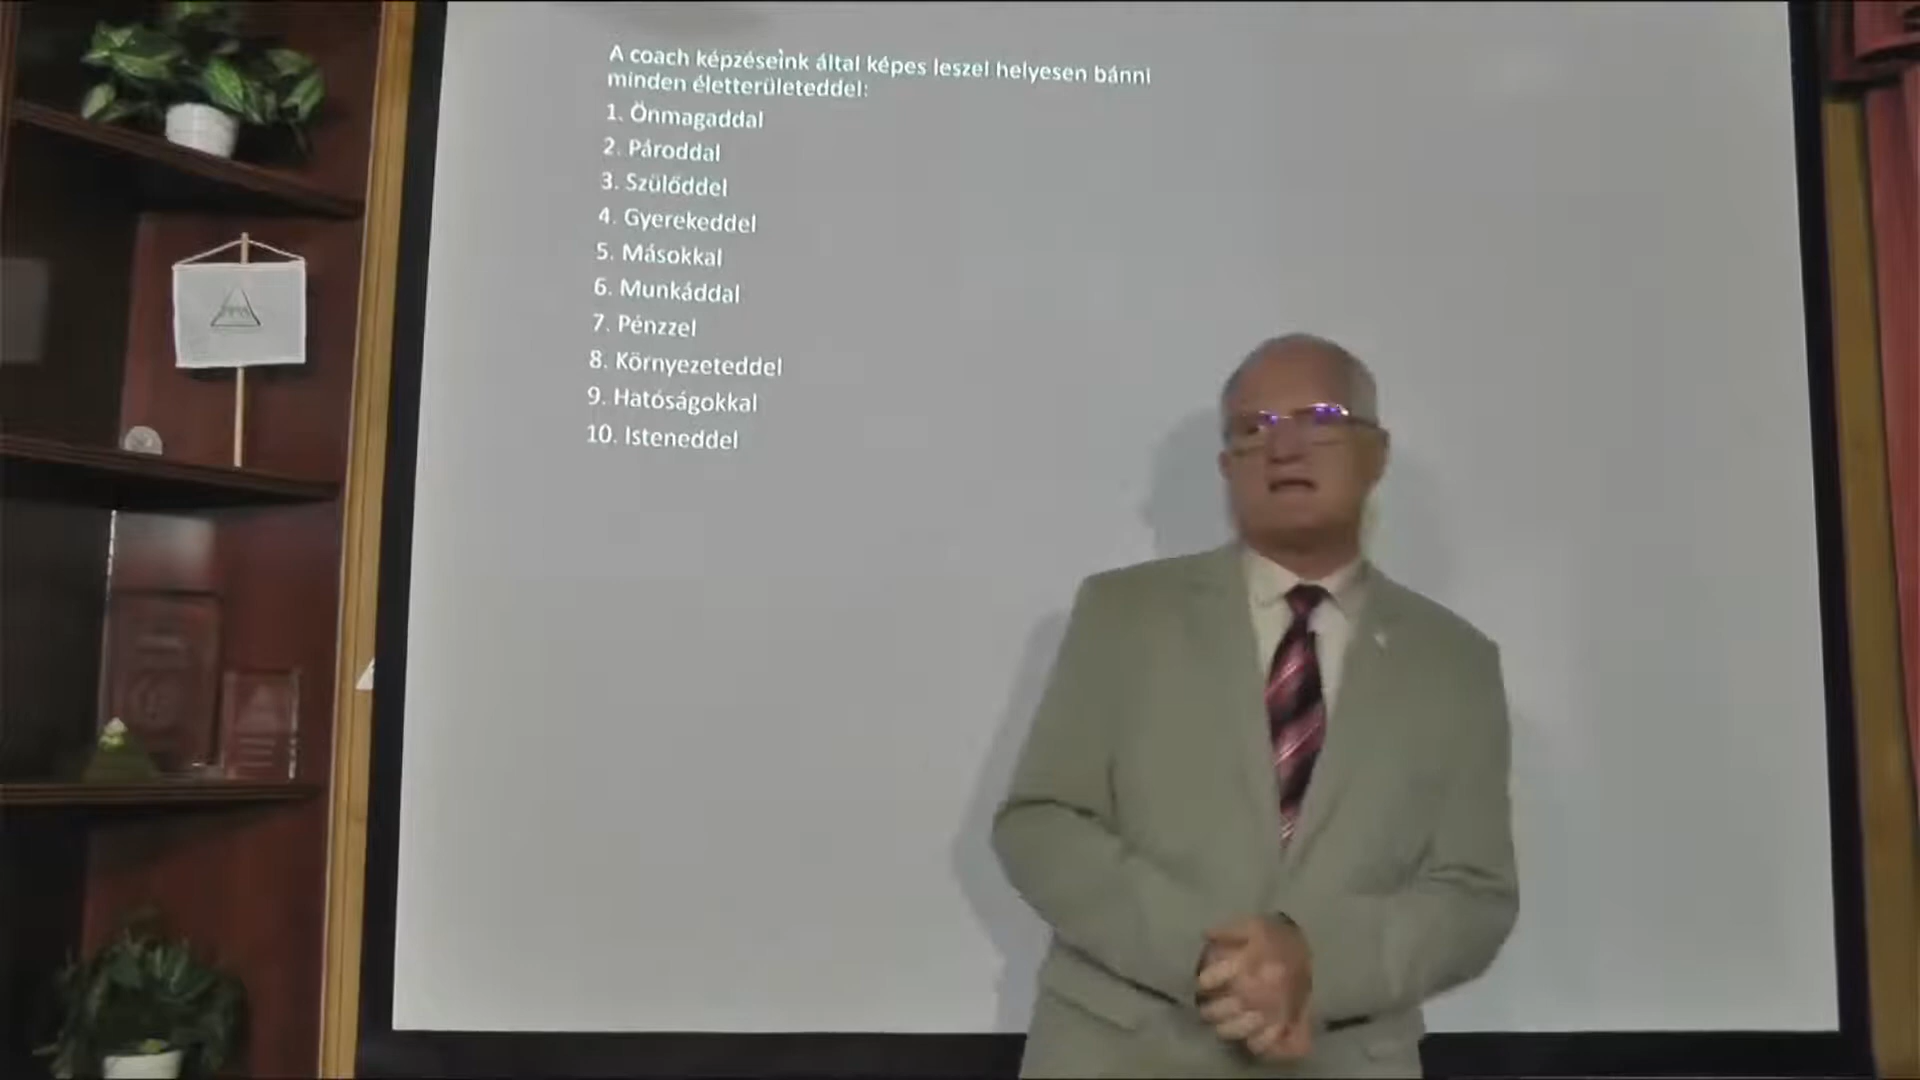 A coach képzéseink által képes leszel helyesen bánni
minden életterületeddel:
1. Önmagaddal
2. Pároddal
3. Szülőddel
4. Gyerekeddel
5. Másokkal
6. Munkáddal
7. Pénzzel
8. Környezeteddel
9. Hatóságokkal
10. Isteneddel